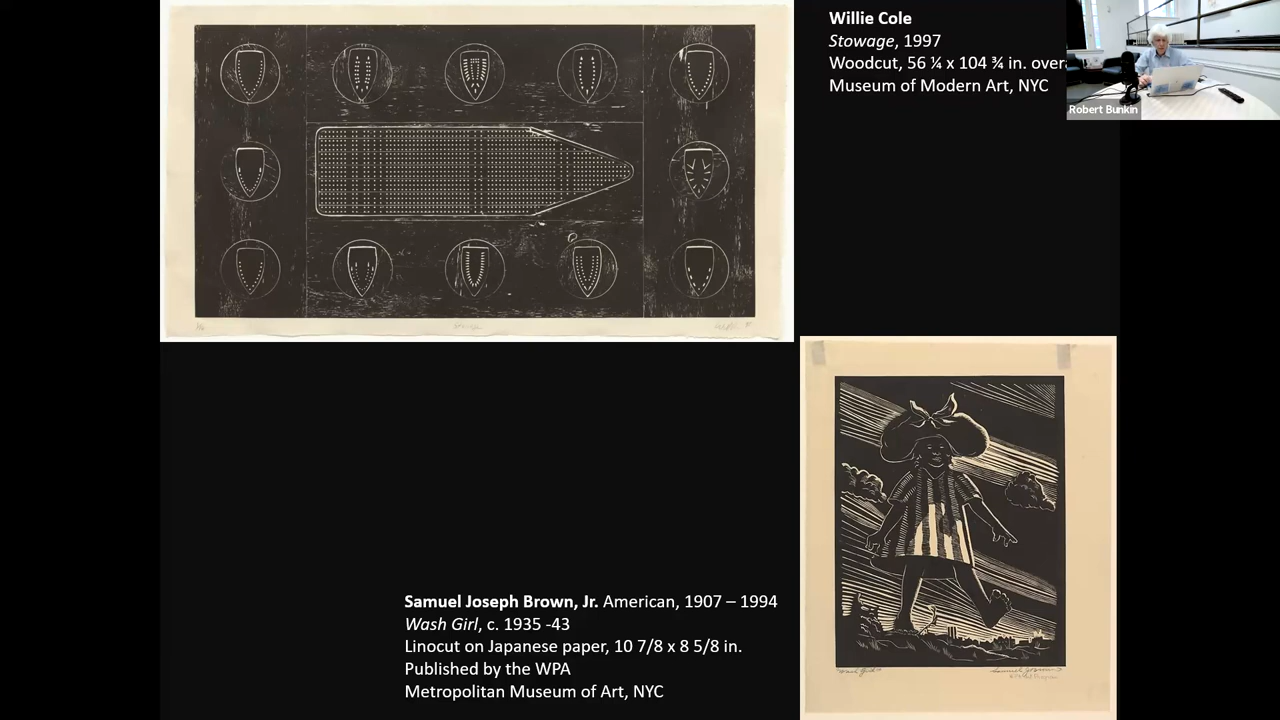 Willie Cole
Stowage, 1997
Woodcut, 56 ¼ x 104 ¾ in. over
Museum of Modern Art, NYC
Robert Bunkin
Samuel Joseph Brown, Jr. American, 1907 – 1994
Wash Girl, c. 1935 -43
Linocut on Japanese paper, 10 7/8 x 8 5/8 in.
Published by the WPA
Metropolitan Museum of Art, NYC
"Wash Girl"